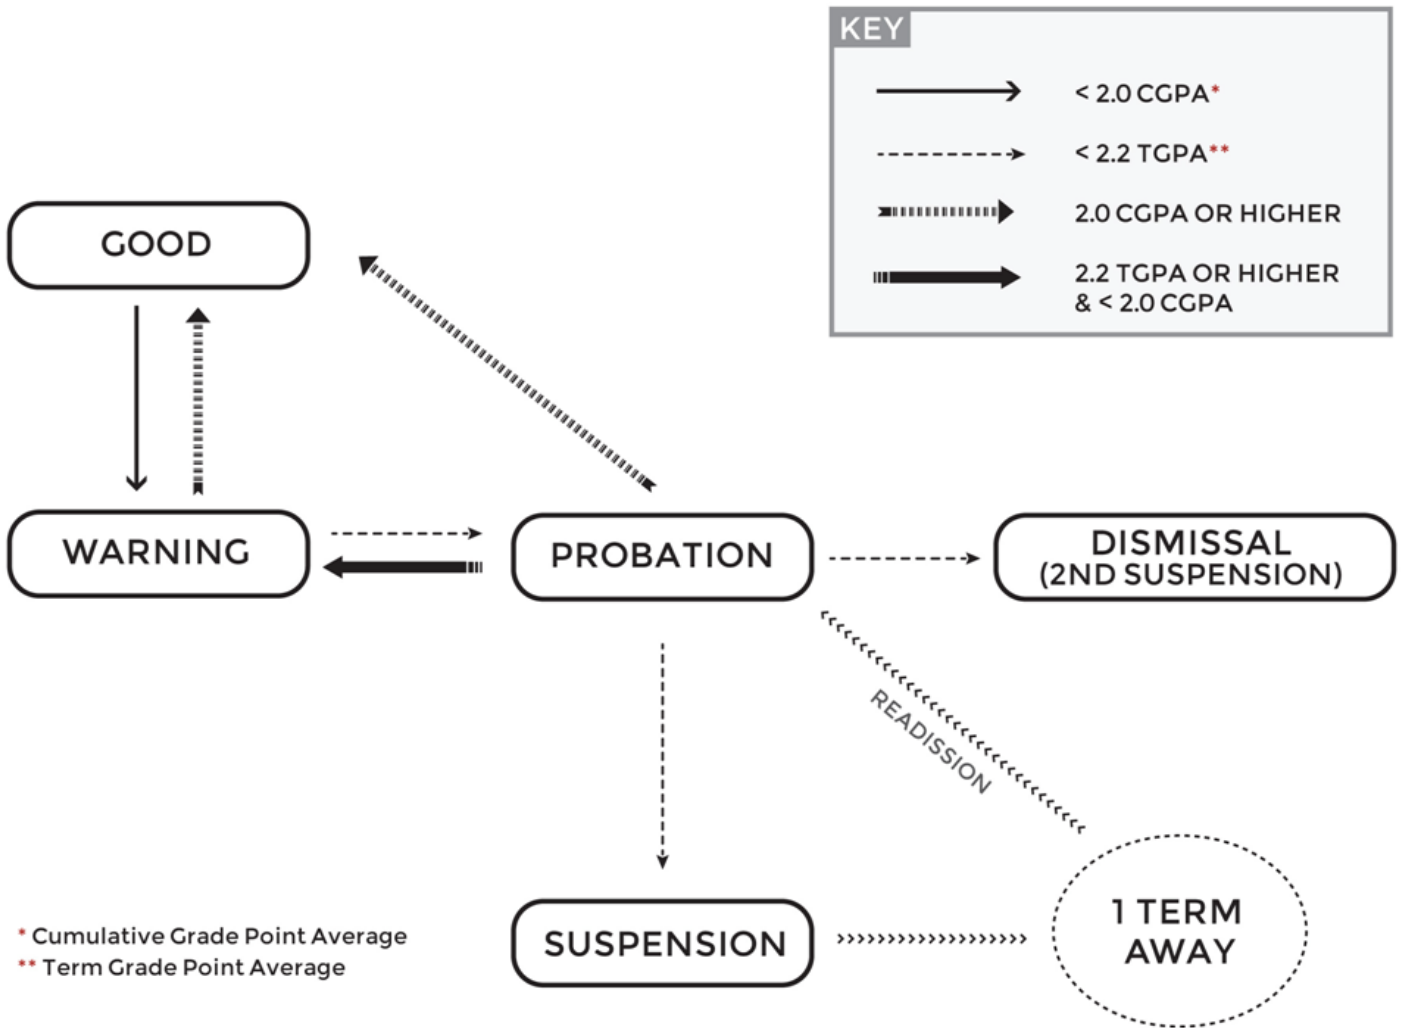 KEY
< 2.0 CGPA*
< 2.2 TGPA**
2.0 CGPA OR HIGHER
2.2 TGPA OR HIGHER
& < 2.0 CGPA
GOOD
WARNING
PROBATION
DISMISSAL
(2ND SUSPENSION)
READISSION
SUSPENSION
1 TERM
AWAY
* Cumulative Grade Point Average
** Term Grade Point Average